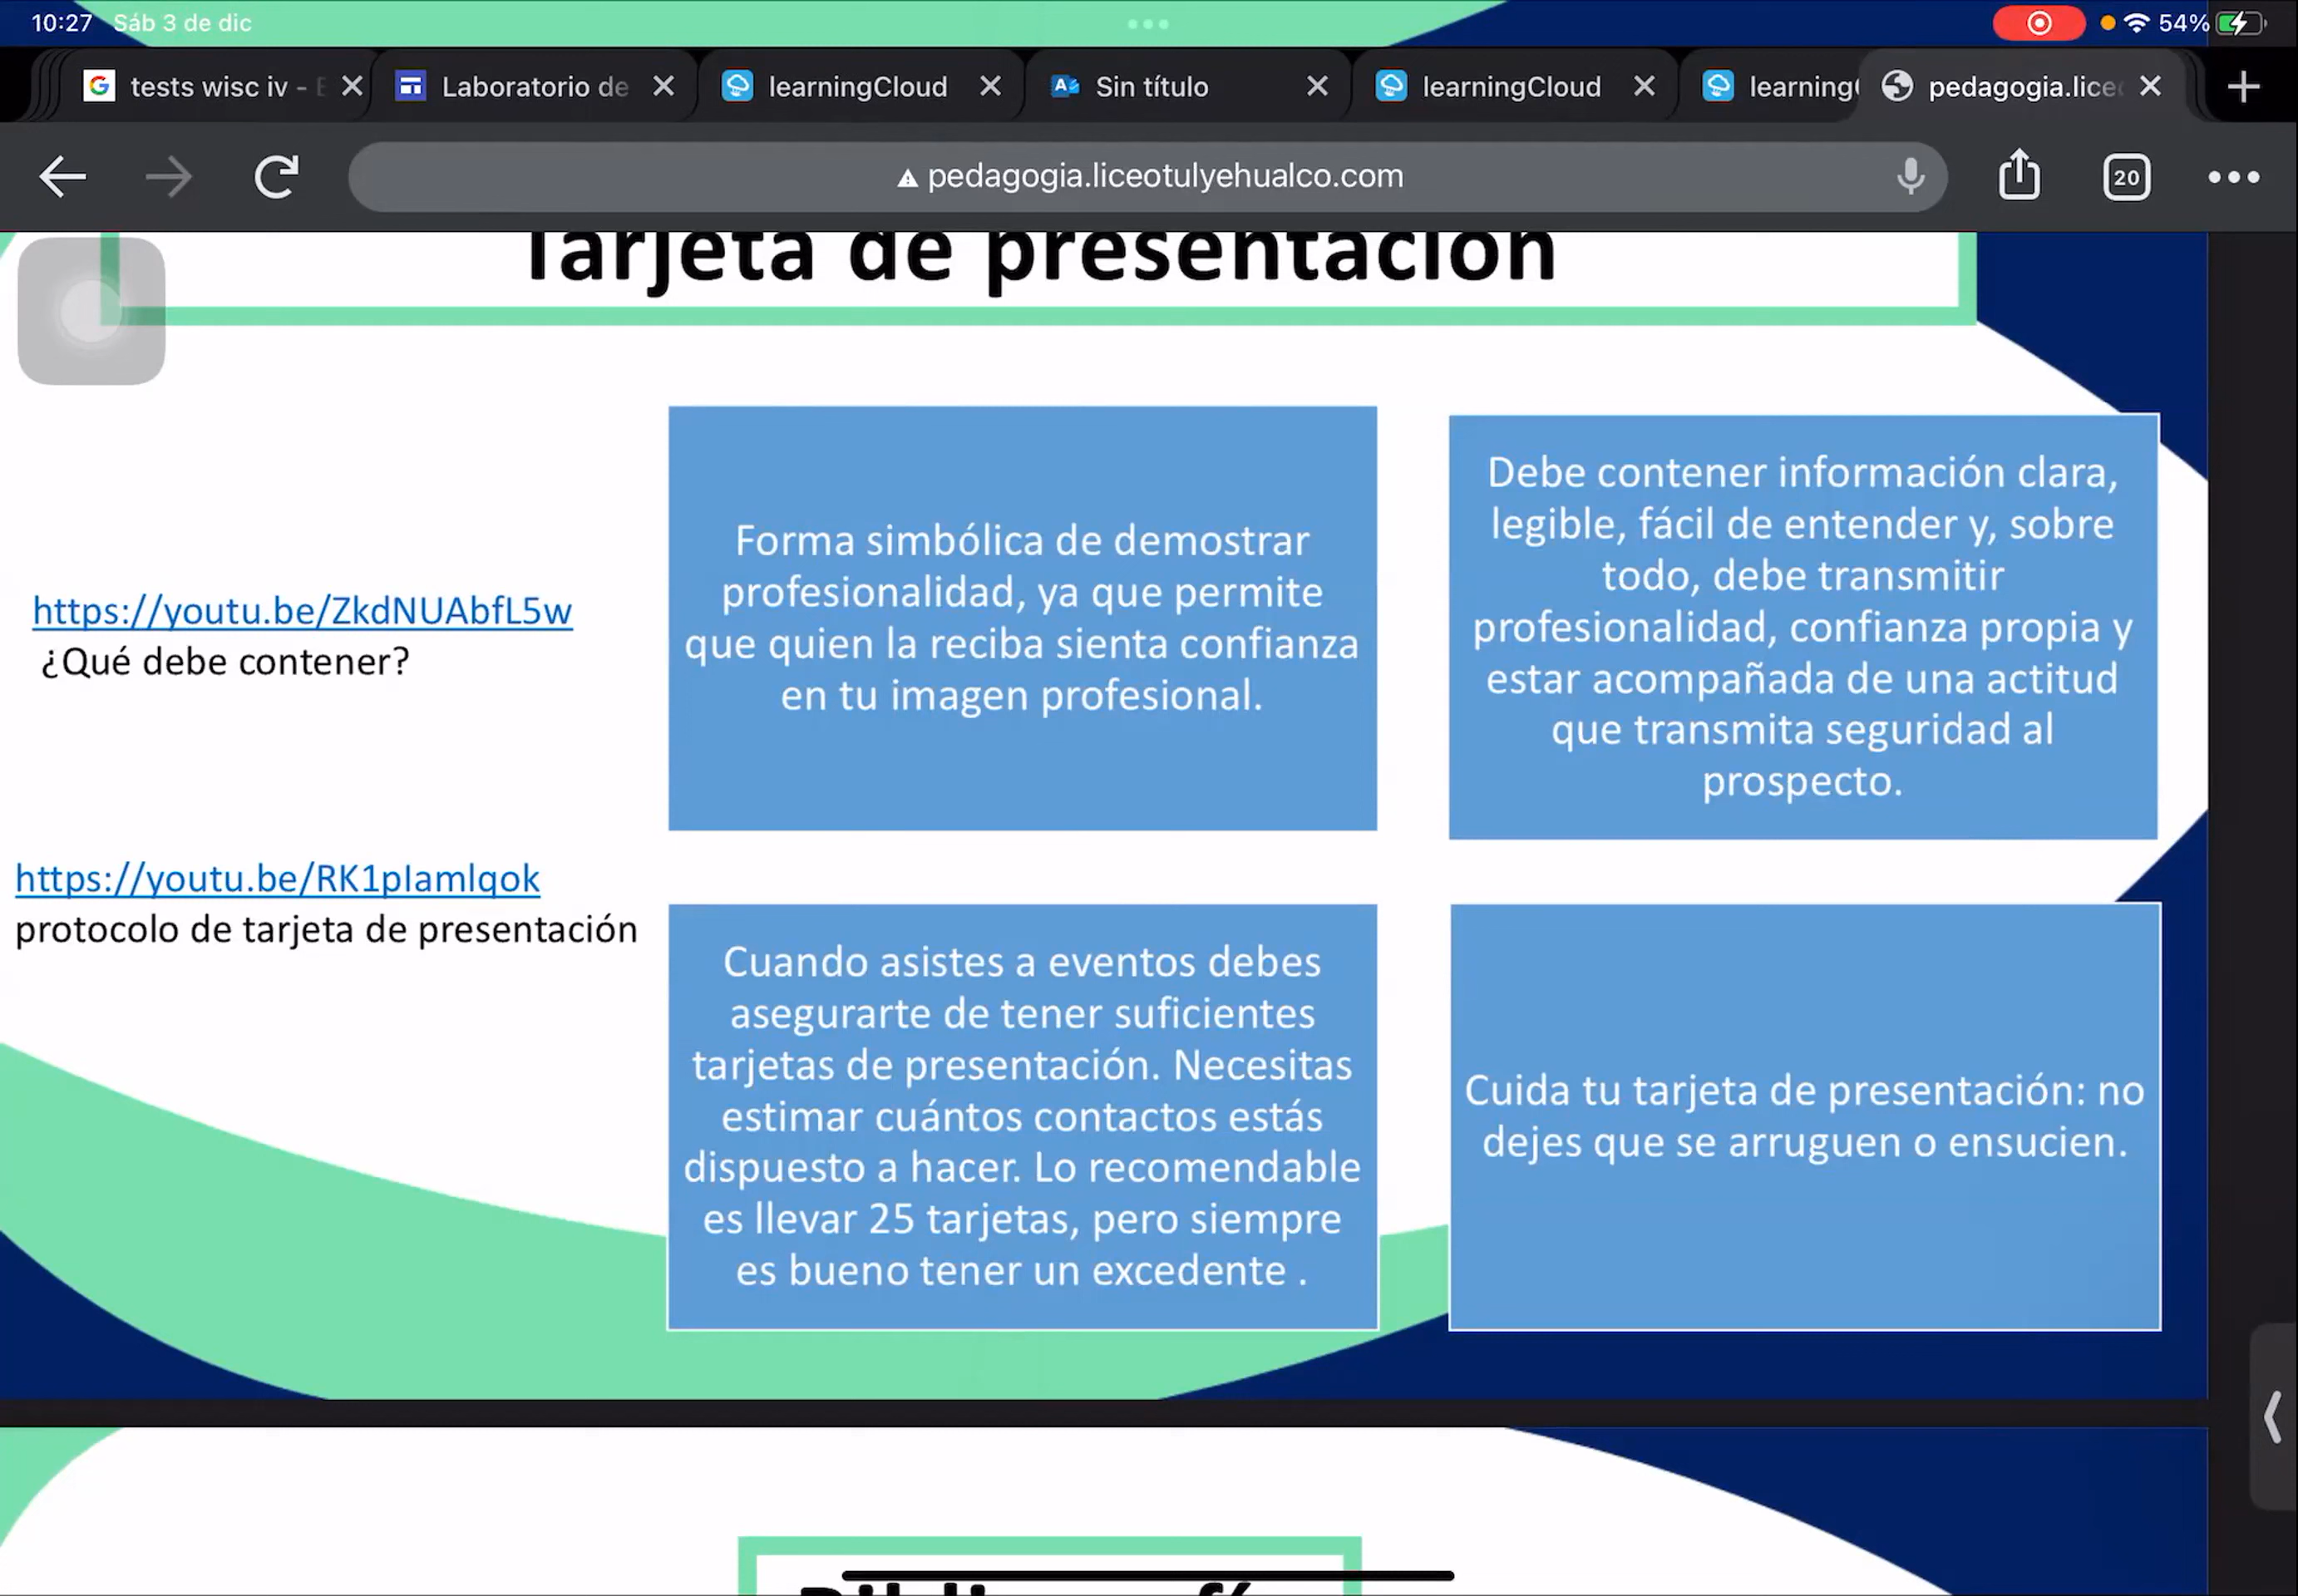 10:27 Sáb 3 de dic
54%
tests wisc iv -
Laboratorio de
learningCloud
Sin título
learningCloud
learning
pedagogia.lice
pedagogia.liceotulyehualco.com
20
Tarjeta de presentación
https://youtu.be/ZkdNUAbfL5w
¿Qué debe contener?
https://youtu.be/RK1pIamlqok
protocolo de tarjeta de presentación
Forma simbólica de demostrar
profesionalidad, ya que permite
que quien la reciba sienta confianza
en tu imagen profesional.
Debe contener información clara,
legible, fácil de entender y, sobre
todo, debe transmitir
profesionalidad, confianza propia y
estar acompañada de una actitud
que transmita seguridad al
prospecto.
Cuando asistes a eventos debes
asegurarte de tener suficientes
tarjetas de presentación. Necesitas
estimar cuántos contactos estás
dispuesto a hacer. Lo recomendable
es llevar 25 tarjetas, pero siempre
es bueno tener un excedente .
Cuida tu tarjeta de presentación: no
dejes que se arruguen o ensucien.